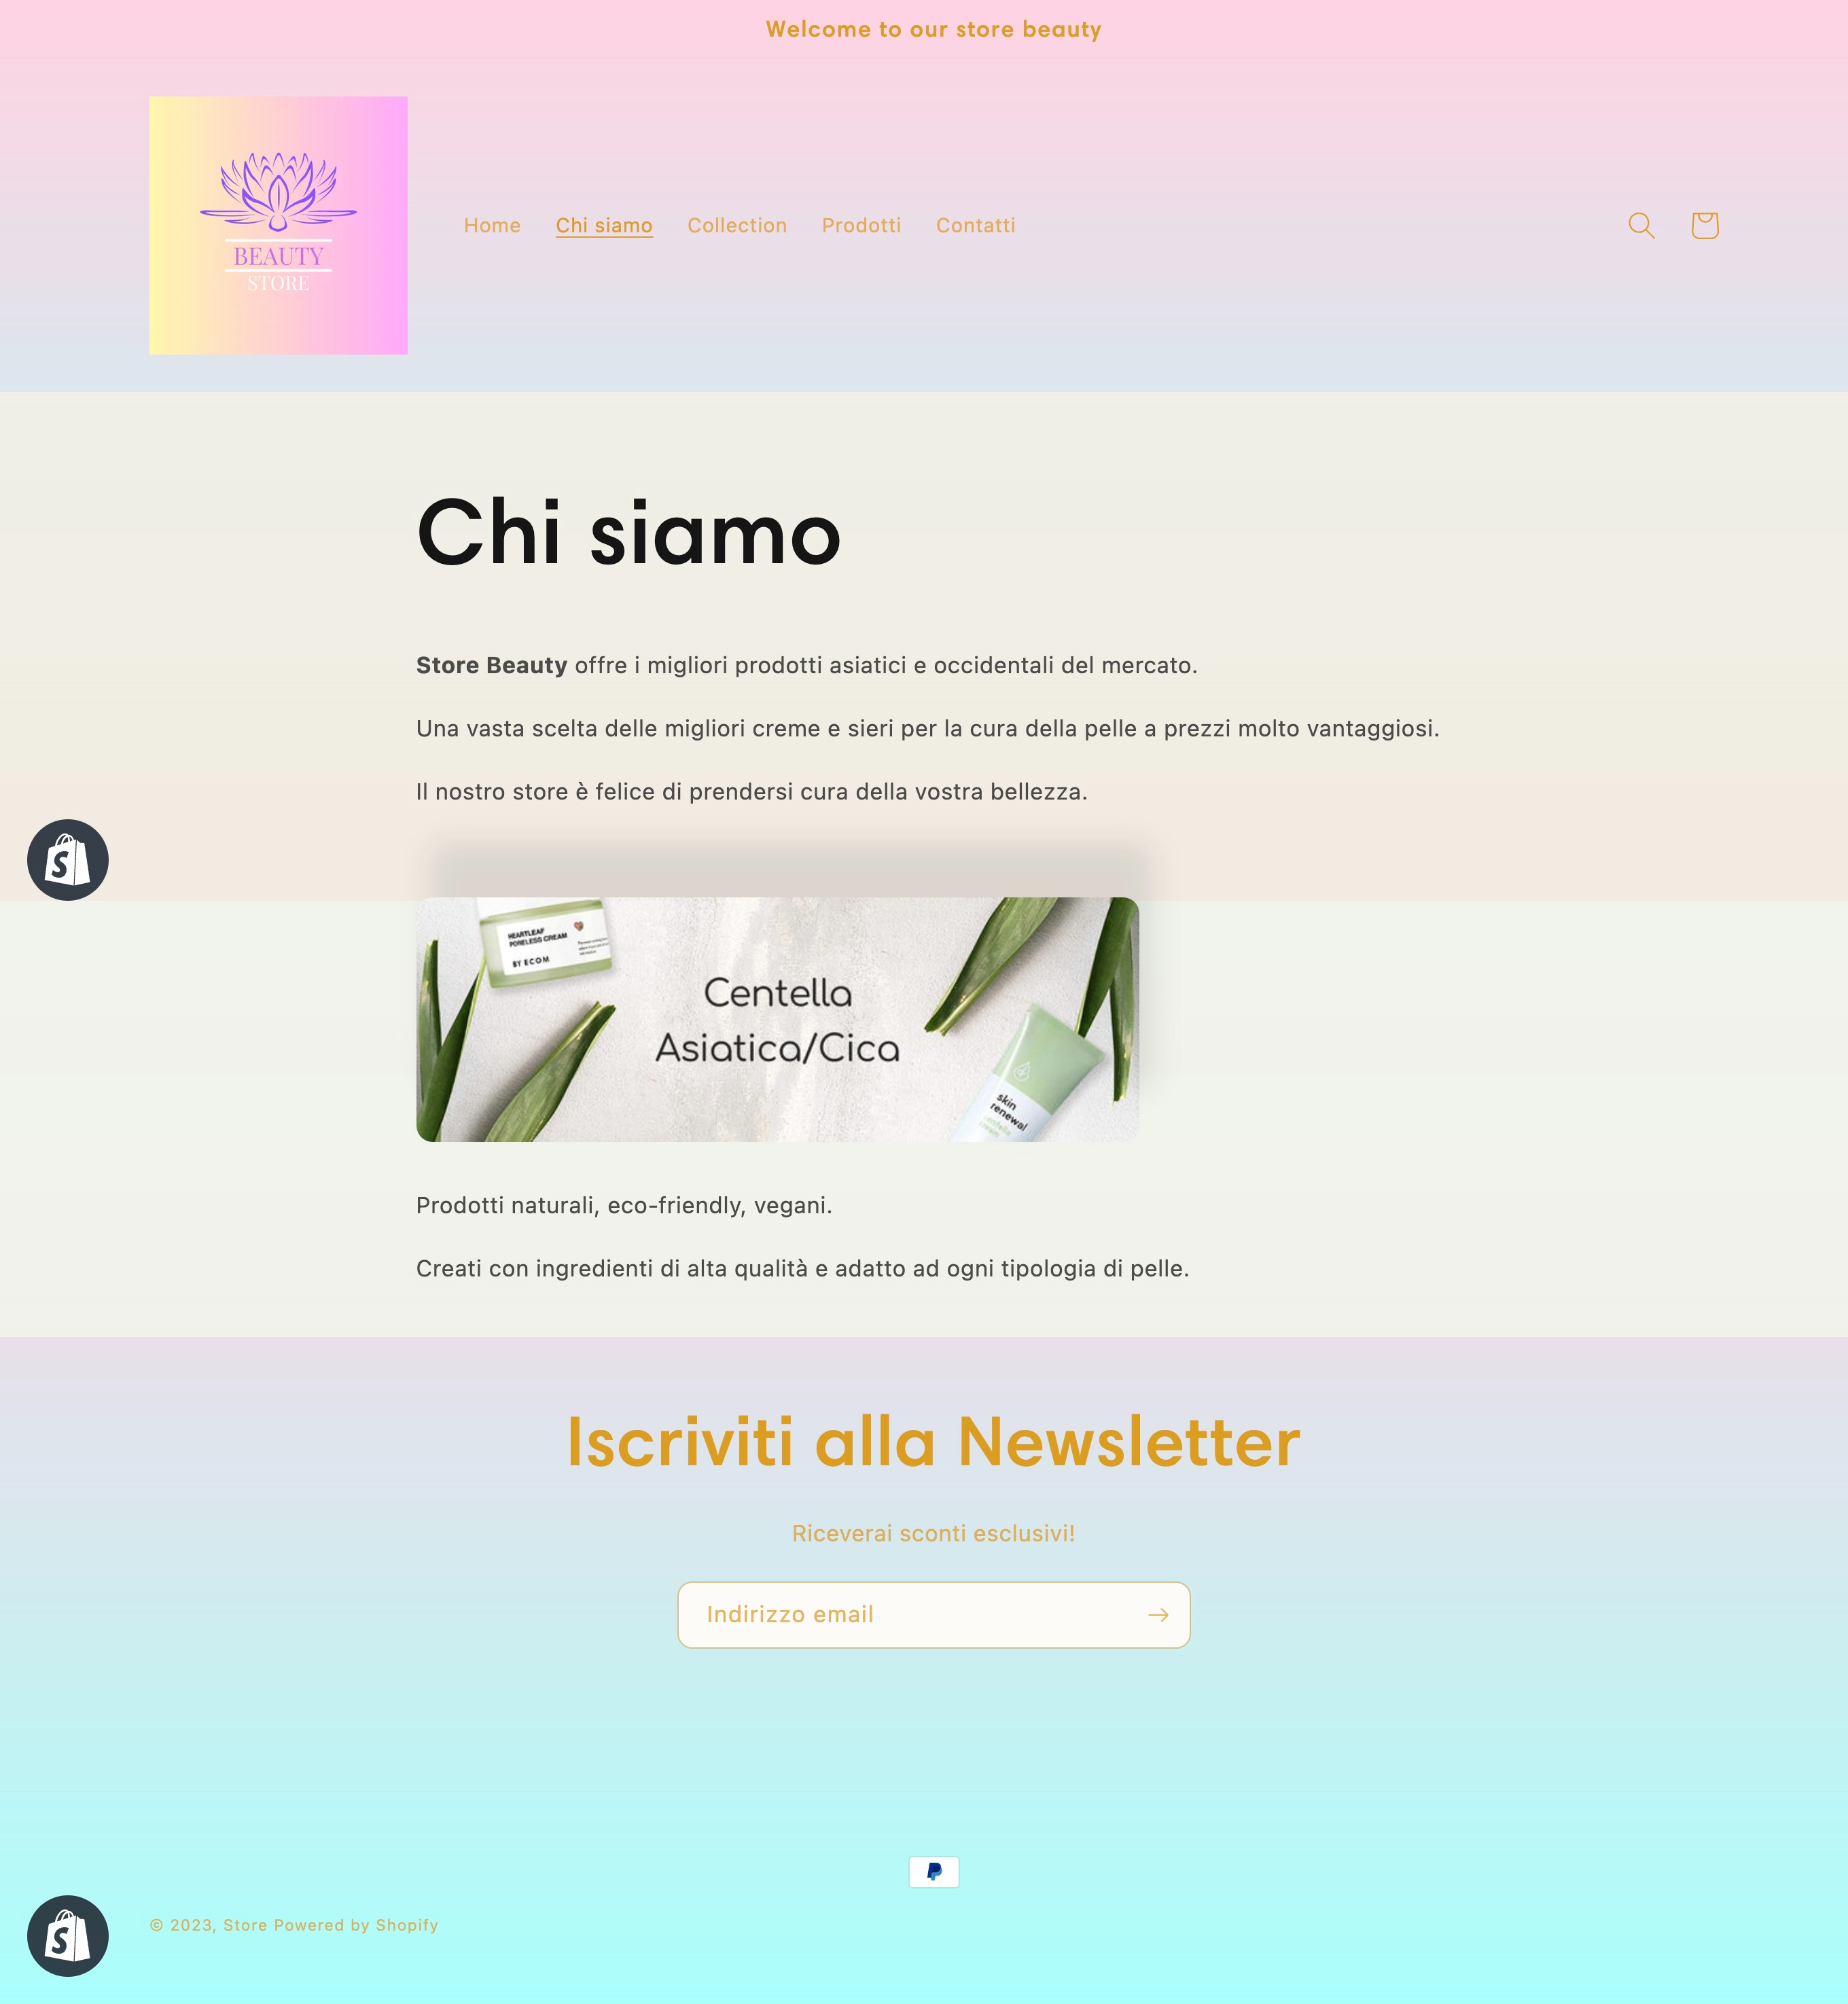 Welcome to our store beauty
BEAUTY
STORE
Home Chi siamo Collection Prodotti Contatti
Chi siamo
Store Beauty offre i migliori prodotti asiatici e occidentali del mercato.
Una vasta scelta delle migliori creme e sieri per la cura della pelle a prezzi molto vantaggiosi.
Il nostro store è felice di prendersi cura della vostra bellezza.
HEARTLEAF
PORELESS CREAM
BY ECOM
Centella
Asiatica/Cica
skin
renewal
centella
cream
Prodotti naturali, eco-friendly, vegani.
Creati con ingredienti di alta qualità e adatto ad ogni tipologia di pelle.
Iscriviti alla Newsletter
Riceverai sconti esclusivi!
Indirizzo email
© 2023, Store Powered by Shopify